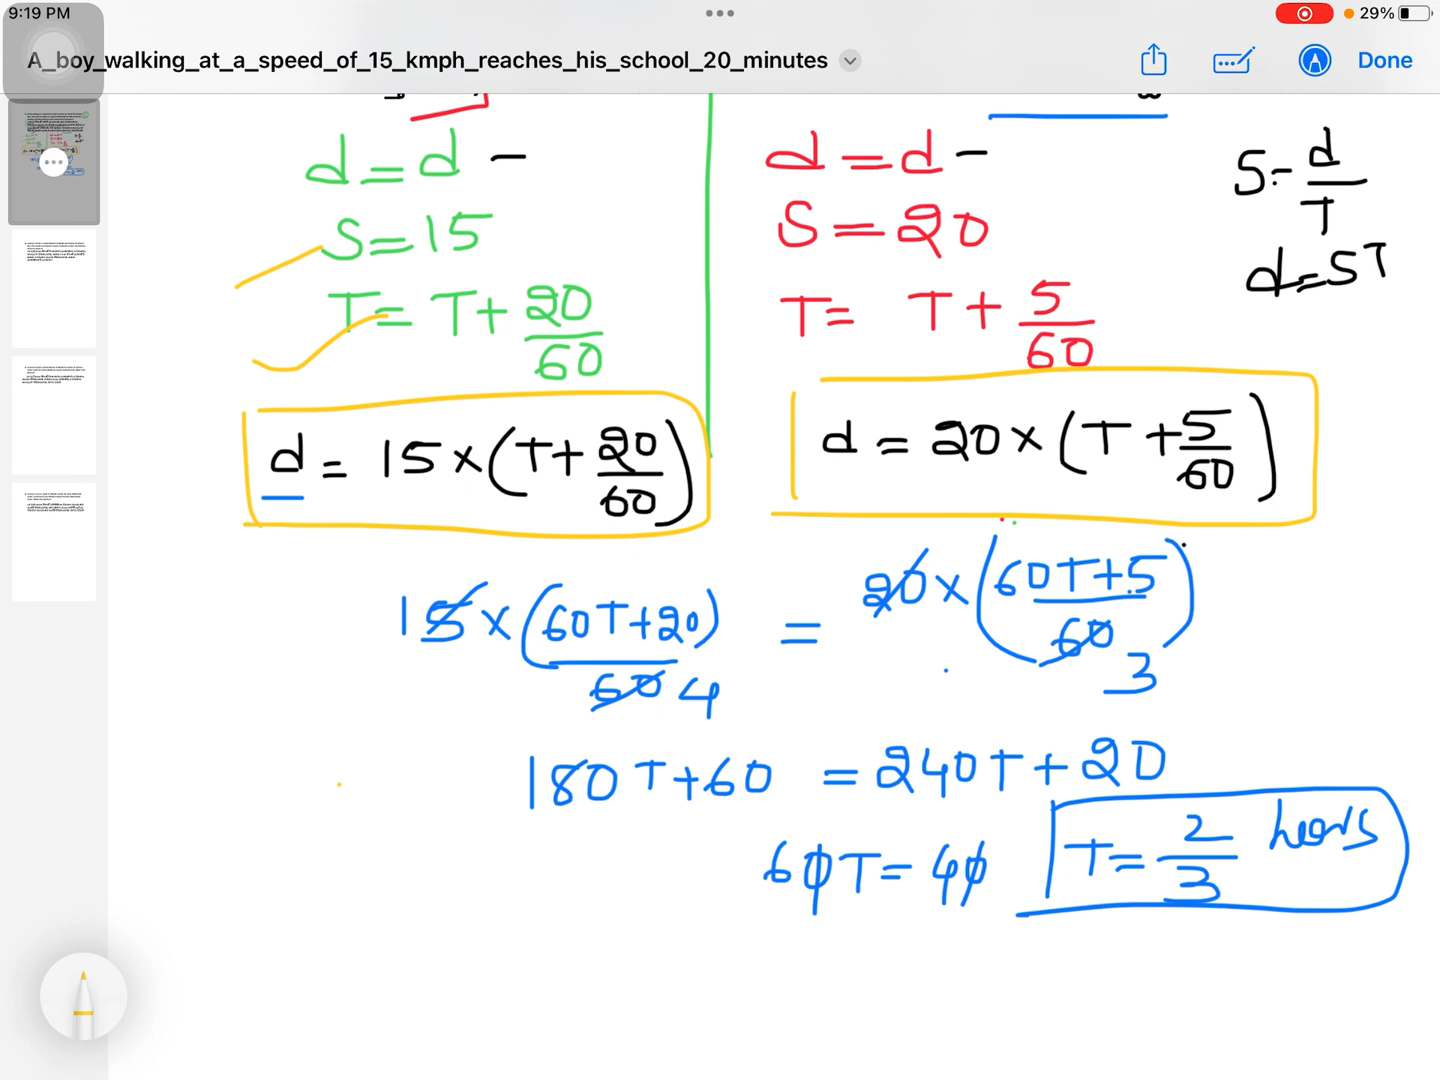 9:19 PM
29%
A_boy_walking_at_a_speed_of_15_kmph_reaches_his_school_20_minutes
Done
d = d -
S = 15
T = T + 20/60
d = 15 × (T + 20/60)
d = d -
S = 20
T = T + 5/60
d = 20 × (T + 5/60)
S = d/T
d = ST
15 × (60T + 20)/60 4 = 20 × (60T + 5)/60 3
180T + 60 = 240T + 20
60T = 40
T = 2/3 hours